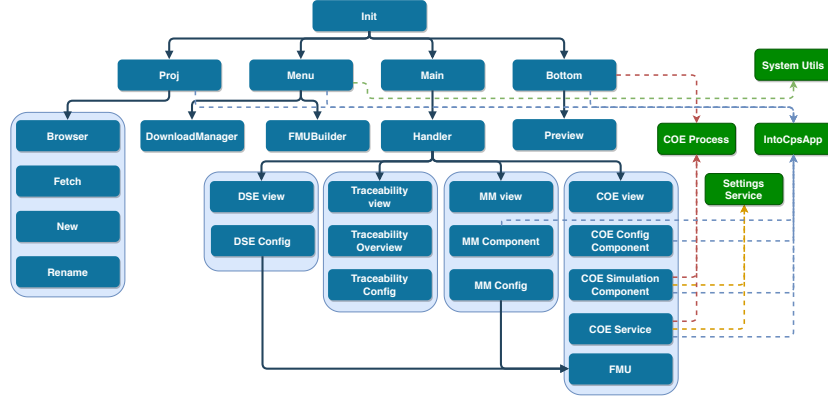 Init
Proj
Menu
Main
Bottom
System Utils
Browser
DownloadManager
FMUBuilder
Handler
Preview
COE Process
IntoCpsApp
Fetch
New
Rename
DSE view
DSE Config
Traceability
view
Traceability
Overview
Traceability
Config
MM view
MM Component
MM Config
COE view
COE Config
Component
COE Simulation
Component
COE Service
FMU
Settings
Service